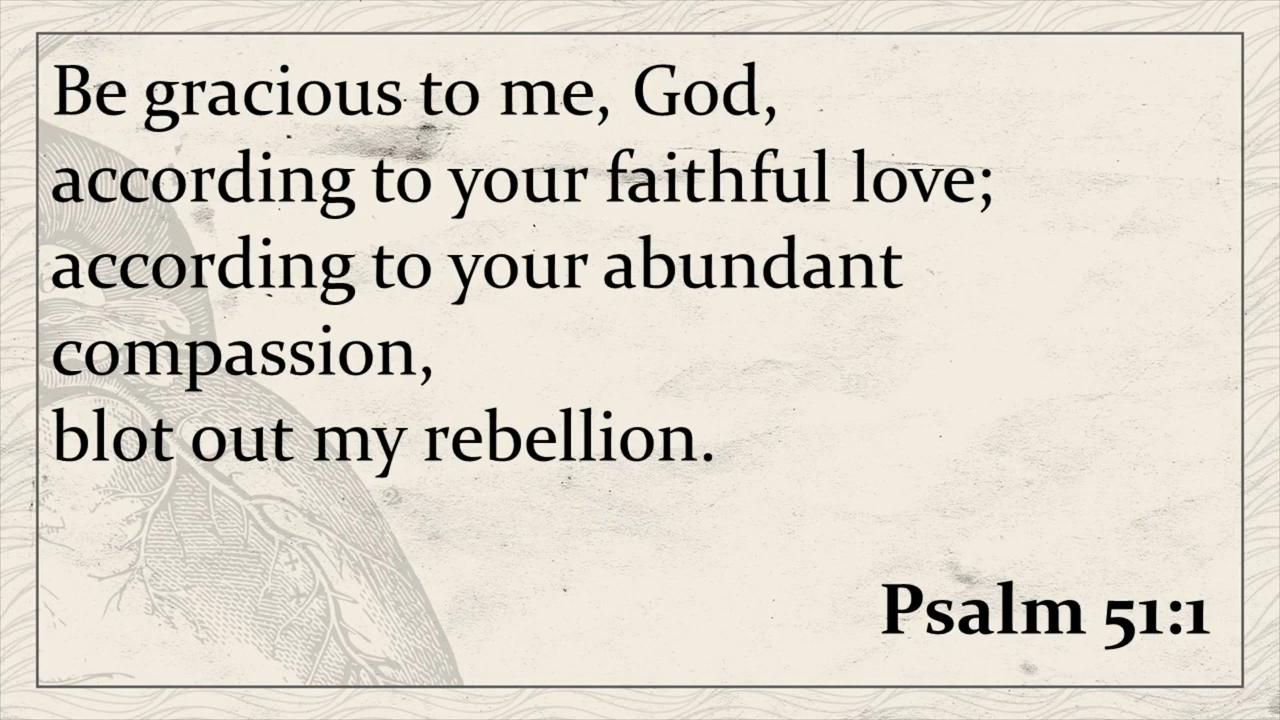 Be gracious to me, God,
according to your faithful love;
according to your abundant
compassion,
blot out my rebellion.
Psalm 51:1